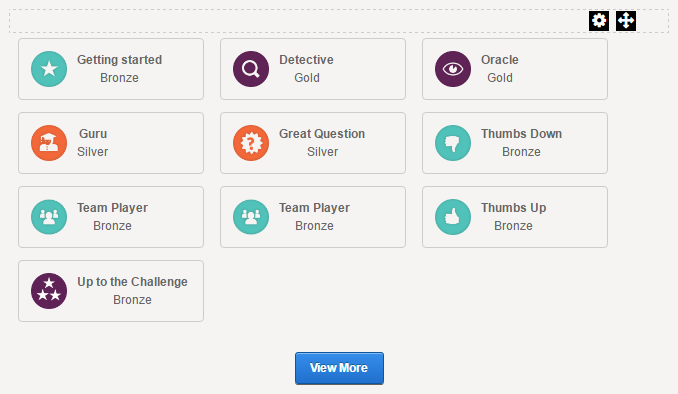 Getting started
Bronze
Detective
Gold
Oracle
Gold
Guru
Silver
Great Question
Silver
Thumbs Down
Bronze
Team Player
Bronze
Team Player
Bronze
Thumbs Up
Bronze
Up to the Challenge
Bronze
View More